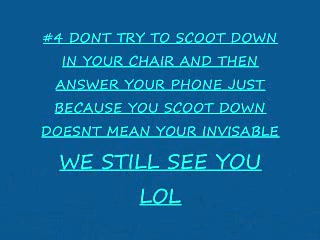 #4 DONT TRY TO SCOOT DOWN
IN YOUR CHAIR AND THEN
ANSWER YOUR PHONE JUST
BECAUSE YOU SCOOT DOWN
DOESNT MEAN YOUR INVISABLE
WE STILL SEE YOU
LOL